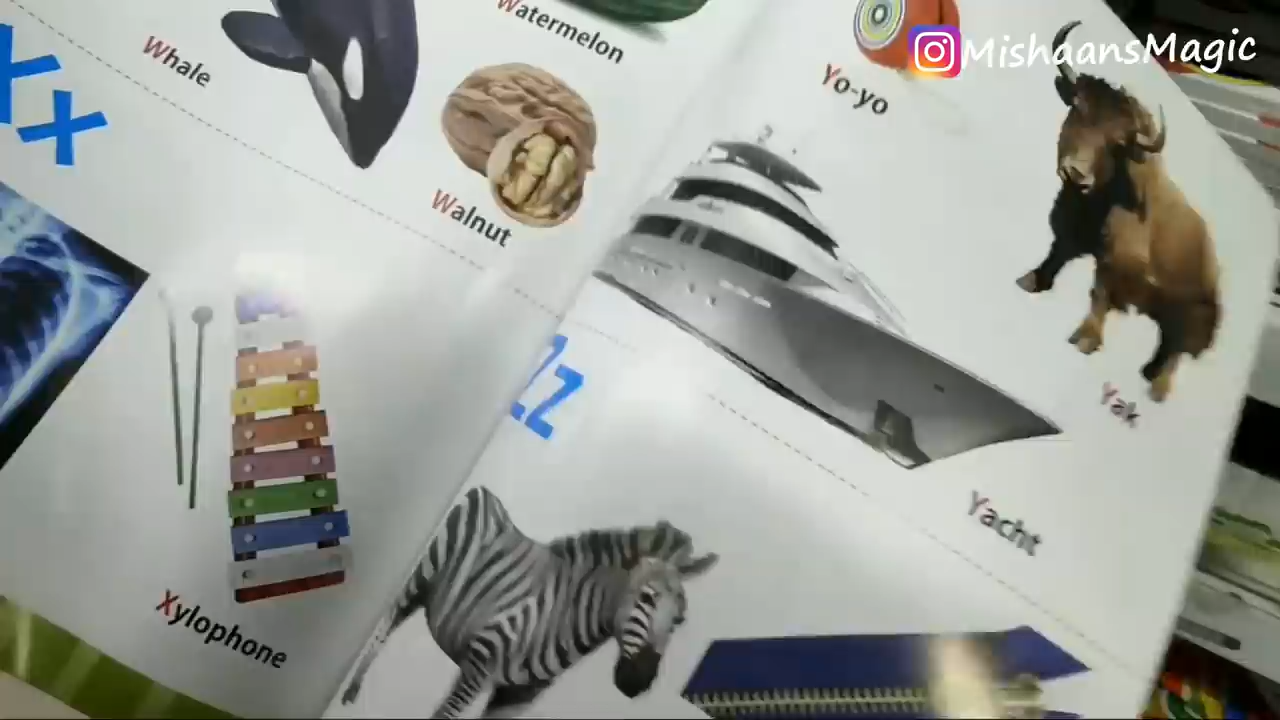 MishaansMagic
Whale
Watermelon
Walnut
Yo-yo
Yak
Yacht
Xx
Xylophone
Zz